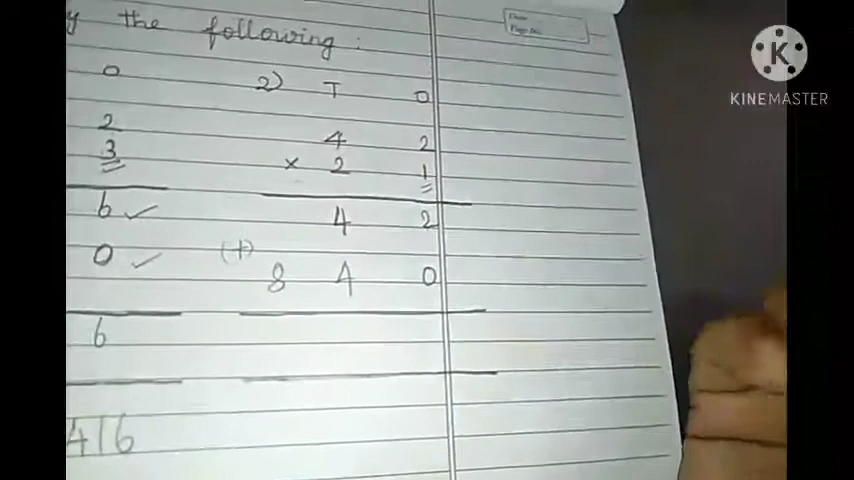 y the following :
0 2) T 0
2 4 2
3 × 2 1
6 ✓ 4 2
0 ✓ (+) 8 4 0
6
416
KINEMASTER